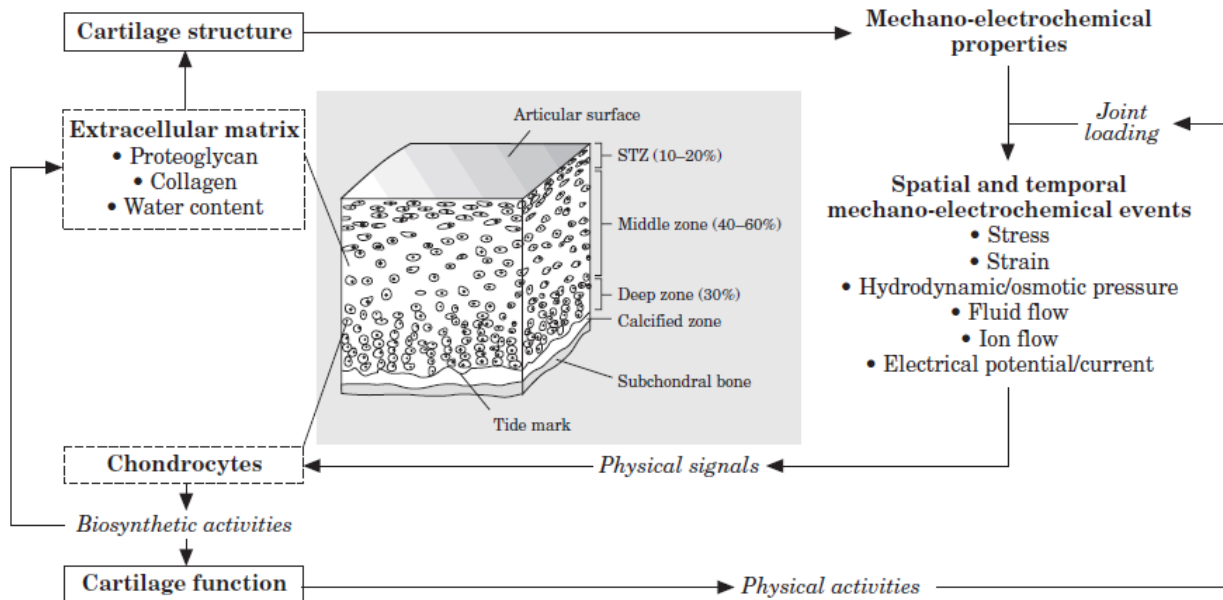 Cartilage structure
Mechano-electrochemical
properties
Extracellular matrix
• Proteoglycan
• Collagen
• Water content
Articular surface
STZ (10–20%)
Middle zone (40–60%)
Deep zone (30%)
Calcified zone
Subchondral bone
Tide mark
Joint
loading
Spatial and temporal
mechano-electrochemical events
• Stress
• Strain
• Hydrodynamic/osmotic pressure
• Fluid flow
• Ion flow
• Electrical potential/current
Chondrocytes
Physical signals
Biosynthetic activities
Cartilage function
Physical activities